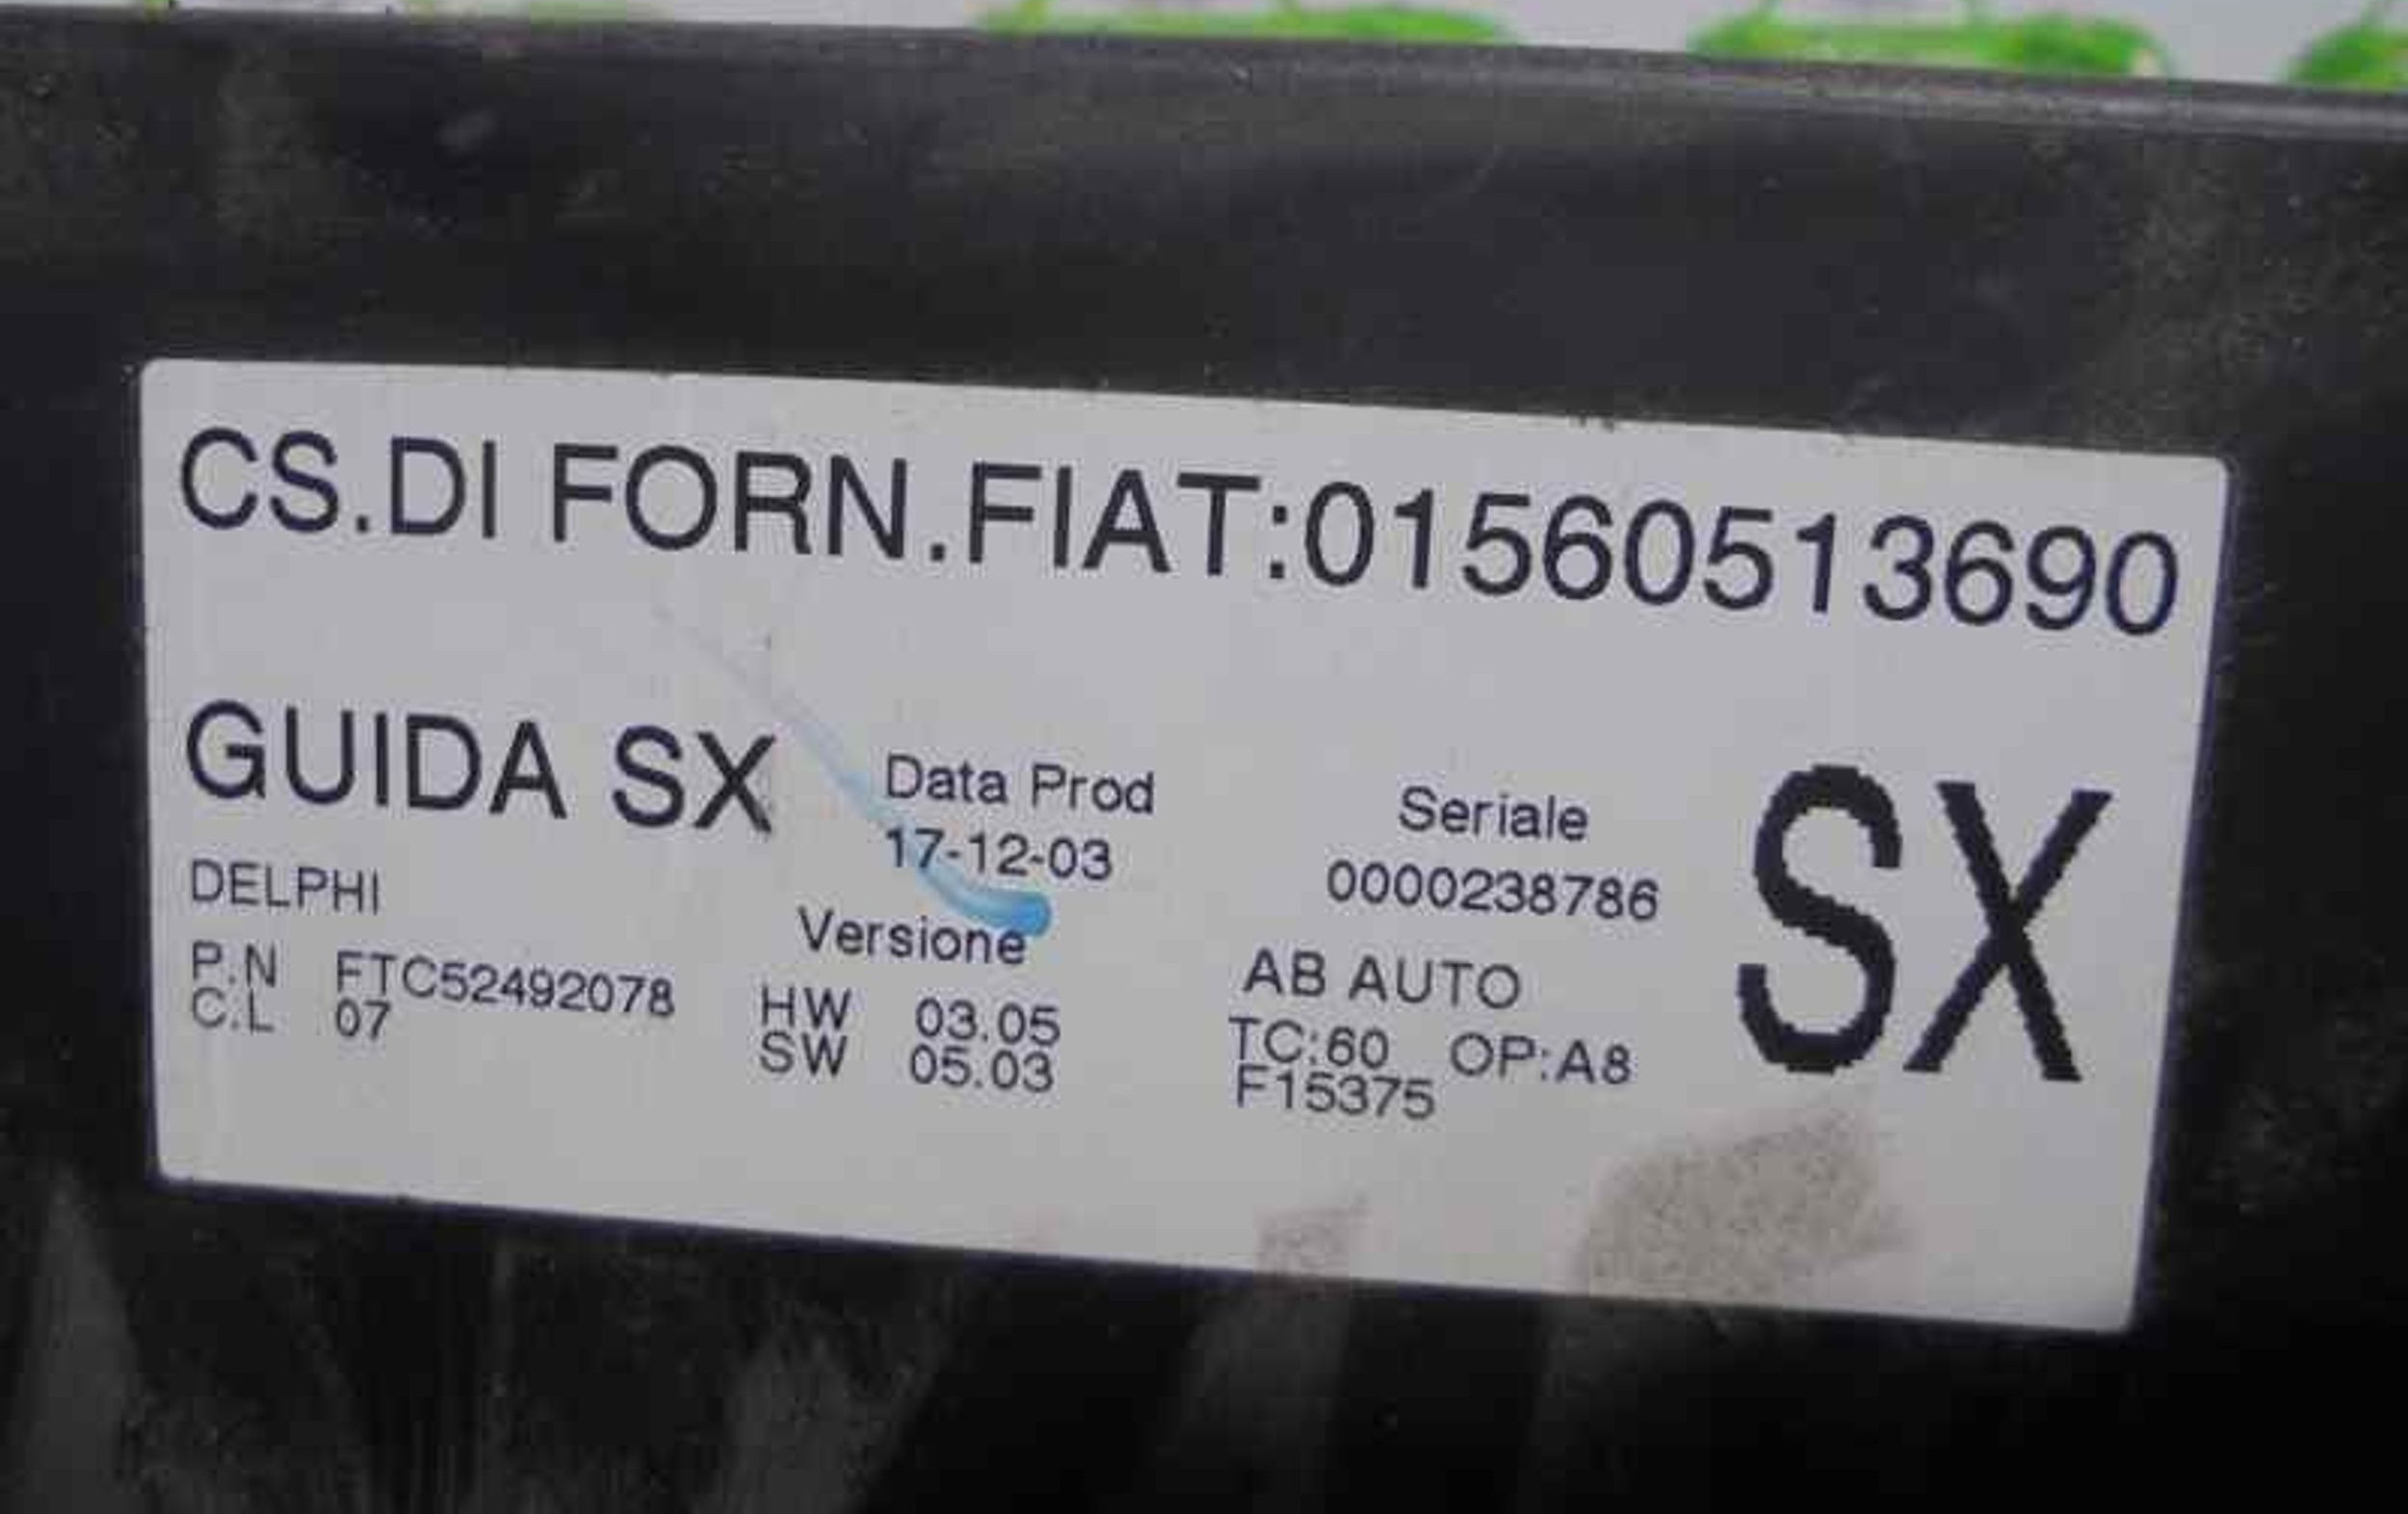 CS.DI FORN.FIAT:01560513690
GUIDA SX
Data Prod
17-12-03
Seriale
0000238786
SX
DELPHI
P.N FTC52492078
C.L 07
Versione
HW 03.05
SW 05.03
AB AUTO
TC:60 OP:A8
F15375